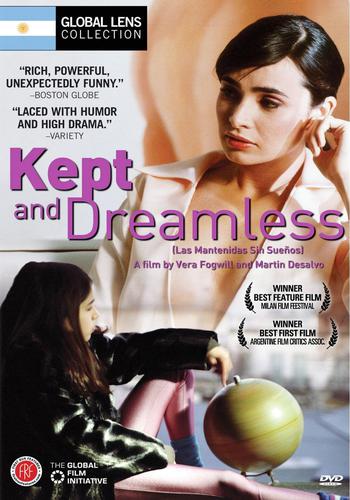 GLOBAL LENS
COLLECTION
"RICH, POWERFUL,
UNEXPECTEDLY FUNNY."
–BOSTON GLOBE
"LACED WITH HUMOR
AND HIGH DRAMA."
–VARIETY
Kept
and Dreamless
(Las Mantenidas Sin Sueños)
A film by Vera Fogwill and Martin Desalvo
WINNER
BEST FEATURE FILM
MILAN FILM FEESTIVAL
WINNER
BEST FIRST FILM
ARGENTINE FILM CRITICS ASSOC.
FRF
THE GLOBAL
FILM
INITIATIVE
DVD